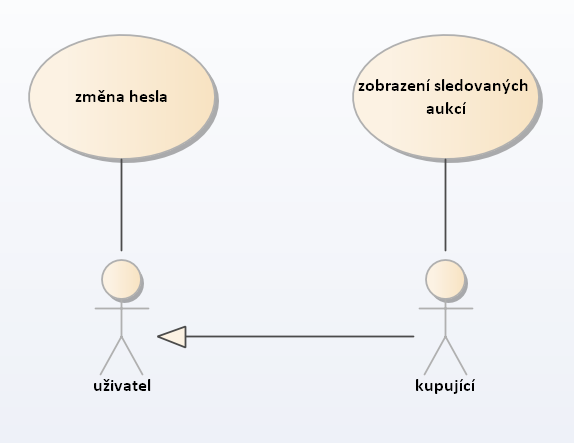 změna hesla
zobrazení sledovaných
aukcí
uživatel
kupující